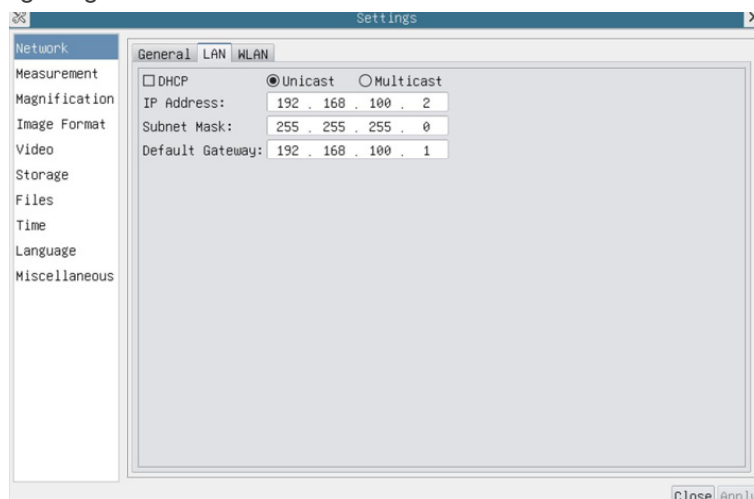 Settings
Network
Measurement
Magnification
Image Format
Video
Storage
Files
Time
Language
Miscellaneous
General LAN WLAN
DHCP Unicast Multicast
IP Address: 192 . 168 . 100 . 2
Subnet Mask: 255 . 255 . 255 . 0
Default Gateway: 192 . 168 . 100 . 1
Close